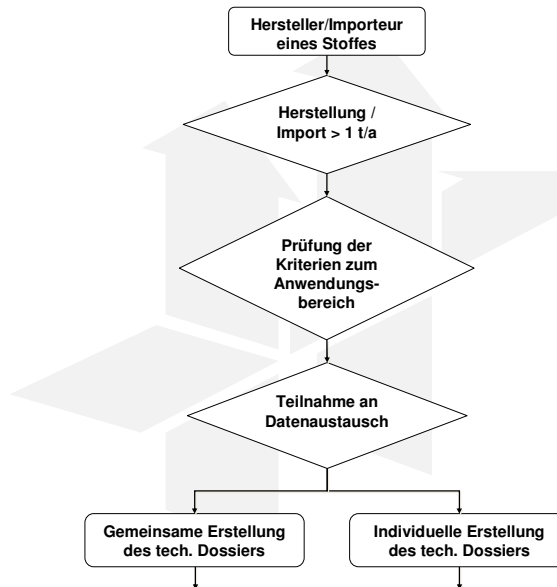 Hersteller/Importeur
eines Stoffes
Herstellung /
Import > 1 t/a
Prüfung der
Kriterien zum
Anwendungs-
bereich
Teilnahme an
Datenaustausch
Gemeinsame Erstellung
des tech. Dossiers
Individuelle Erstellung
des tech. Dossiers